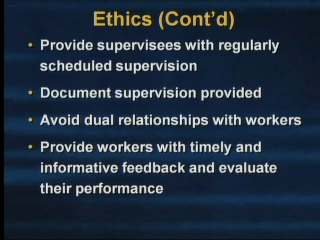 Ethics (Cont'd)
• Provide supervisees with regularly
scheduled supervision
• Document supervision provided
• Avoid dual relationships with workers
• Provide workers with timely and
informative feedback and evaluate
their performance